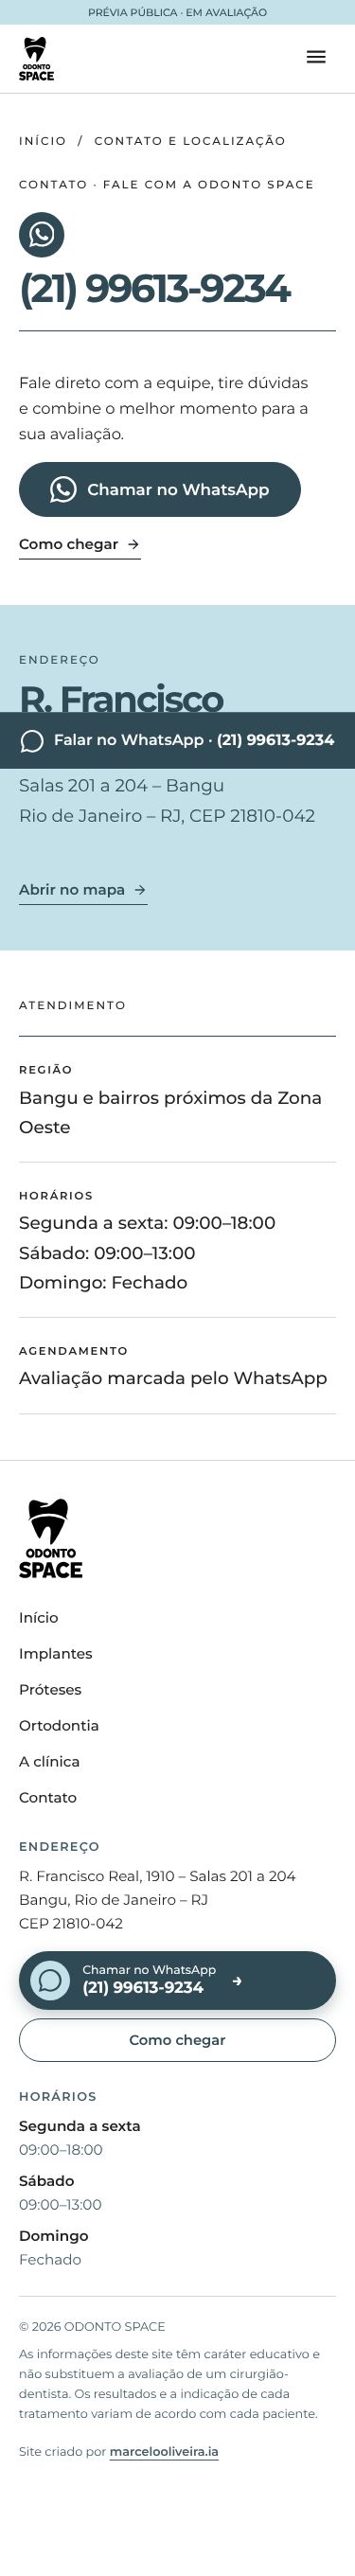 PRÉVIA PÚBLICA · EM AVALIAÇÃO
ODONTO
SPACE
INÍCIO / CONTATO E LOCALIZAÇÃO
CONTATO · FALE COM A ODONTO SPACE
(21) 99613-9234
Fale direto com a equipe, tire dúvidas
e combine o melhor momento para a
sua avaliação.
Chamar no WhatsApp
Como chegar →
ENDEREÇO
R. Francisco
Falar no WhatsApp · (21) 99613-9234
Salas 201 a 204 – Bangu
Rio de Janeiro – RJ, CEP 21810-042
Abrir no mapa →
ATENDIMENTO
REGIÃO
Bangu e bairros próximos da Zona
Oeste
HORÁRIOS
Segunda a sexta: 09:00–18:00
Sábado: 09:00–13:00
Domingo: Fechado
AGENDAMENTO
Avaliação marcada pelo WhatsApp
ODONTO
SPACE
Início
Implantes
Próteses
Ortodontia
A clínica
Contato
ENDEREÇO
R. Francisco Real, 1910 – Salas 201 a 204
Bangu, Rio de Janeiro – RJ
CEP 21810-042
Chamar no WhatsApp
(21) 99613-9234 →
Como chegar
HORÁRIOS
Segunda a sexta
09:00–18:00
Sábado
09:00–13:00
Domingo
Fechado
© 2026 ODONTO SPACE
As informações deste site têm caráter educativo e
não substituem a avaliação de um cirurgião-
dentista. Os resultados e a indicação de cada
tratamento variam de acordo com cada paciente.
Site criado por marcelooliveira.ia